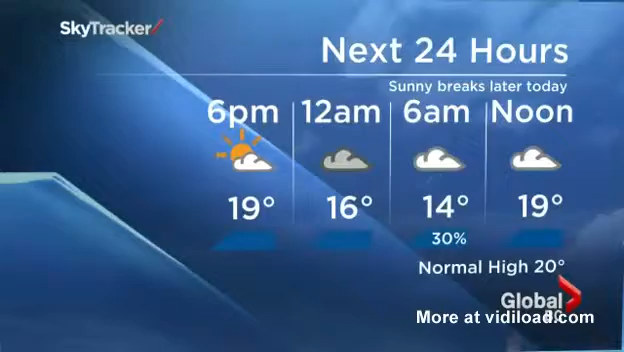 SkyTracker
Next 24 Hours
Sunny breaks later today
6pm 12am 6am Noon
19° 16° 14° 19°
30%
Normal High 20°
Global
BC
More at vidiload.com